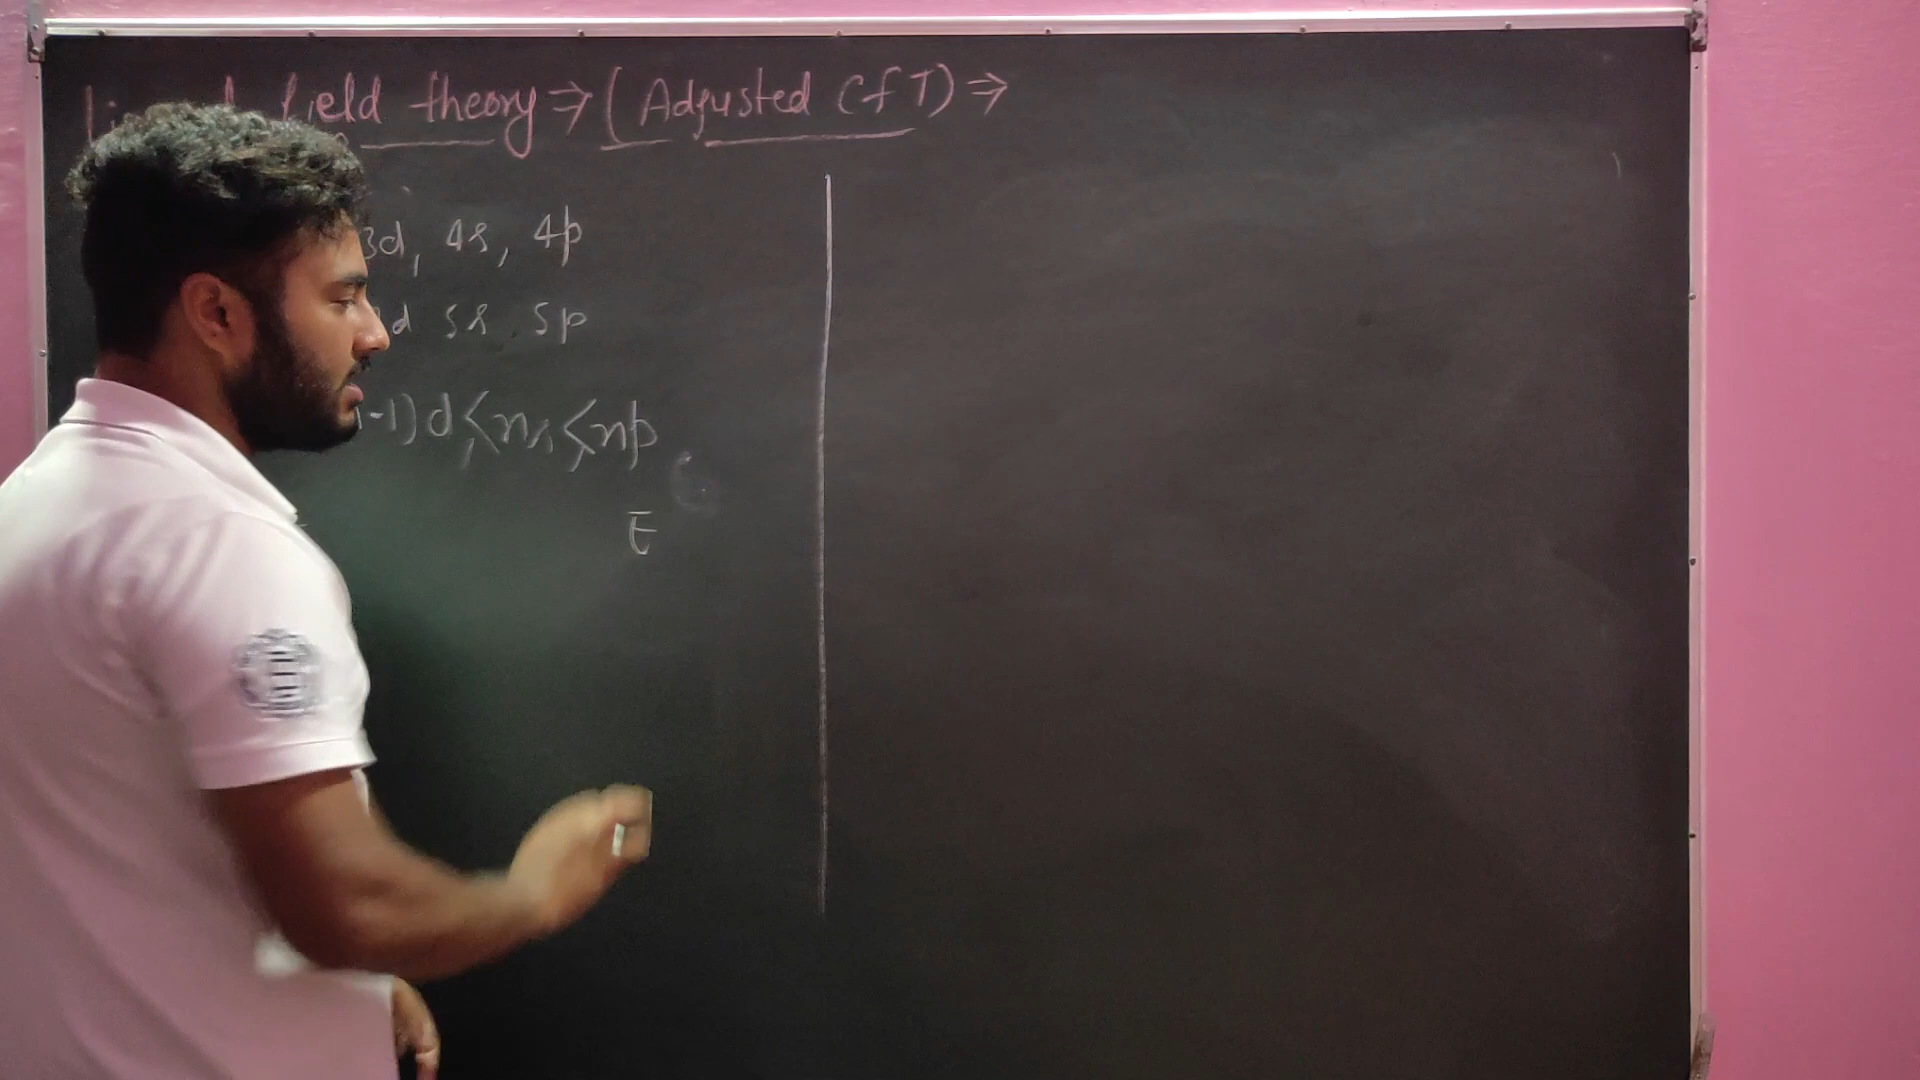 field theory ⇒ (Adjusted CfT) ⇒
3d, 4s, 4p
d 5s 5p
-1) d < ns < np
E